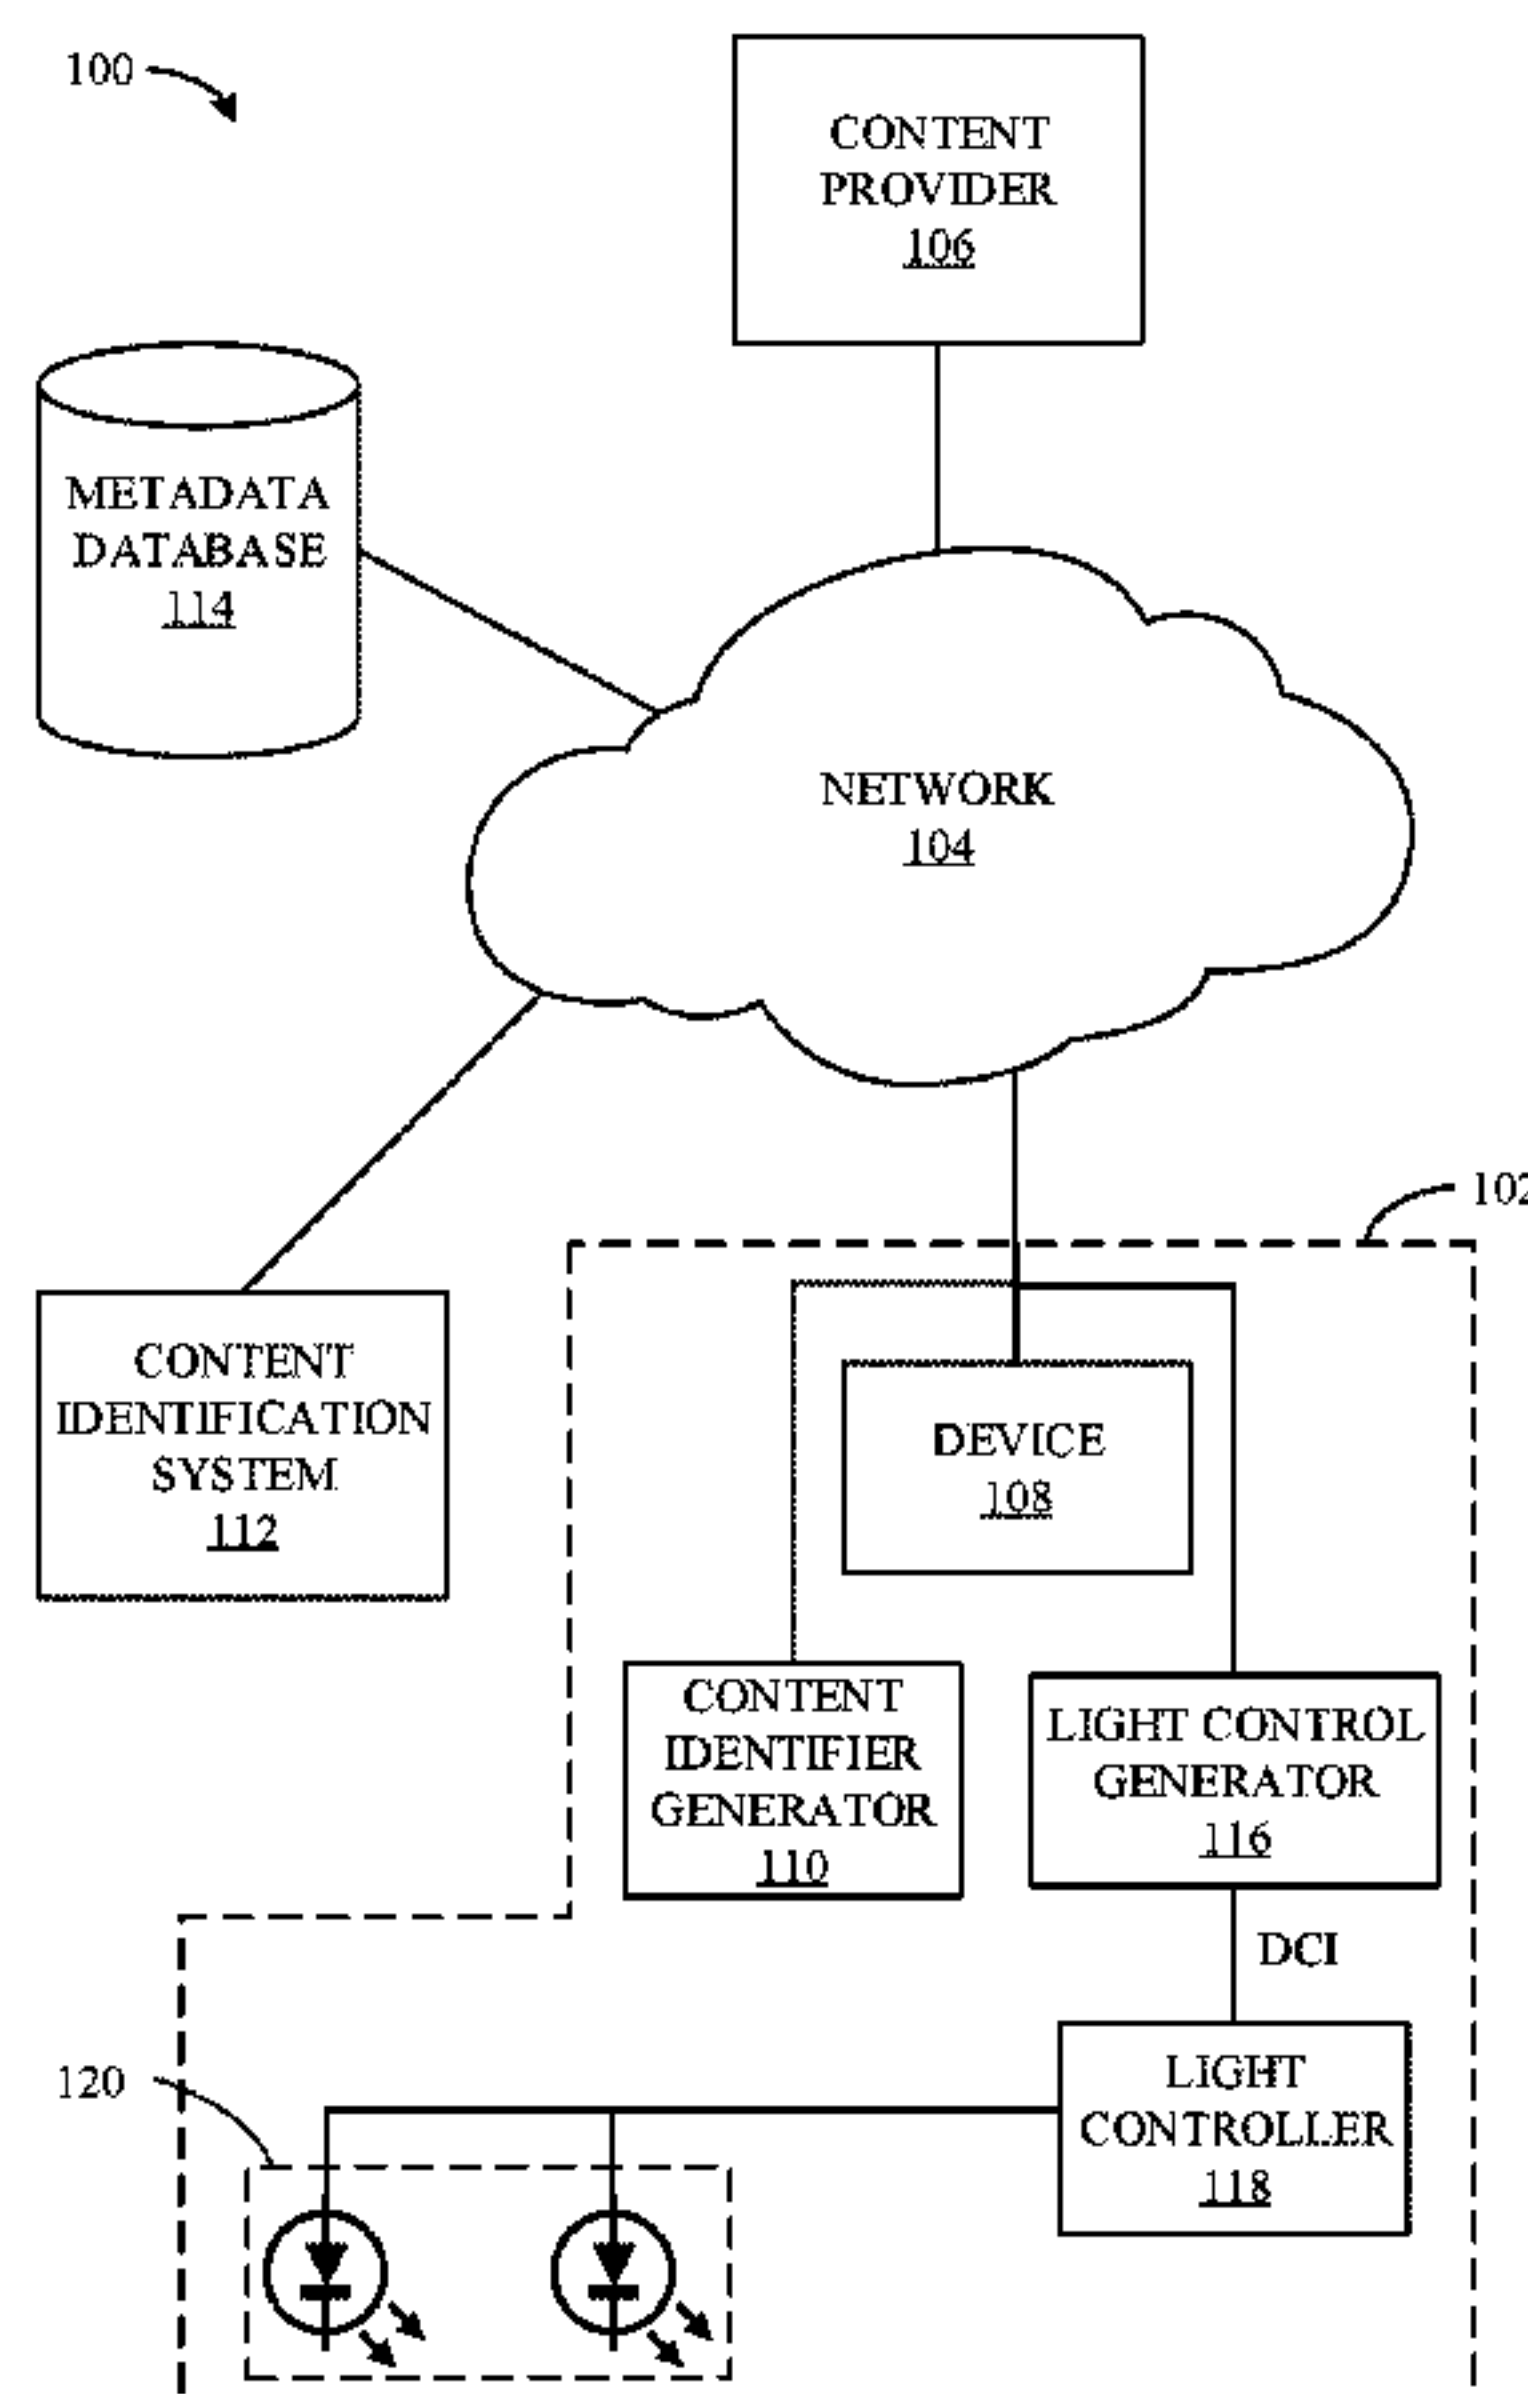 100
CONTENT
PROVIDER
106
METADATA
DATABASE
114
NETWORK
104
102
CONTENT
IDENTIFICATION
SYSTEM
112
DEVICE
108
CONTENT
IDENTIFIER
GENERATOR
110
LIGHT CONTROL
GENERATOR
116
DCI
120
LIGHT
CONTROLLER
118